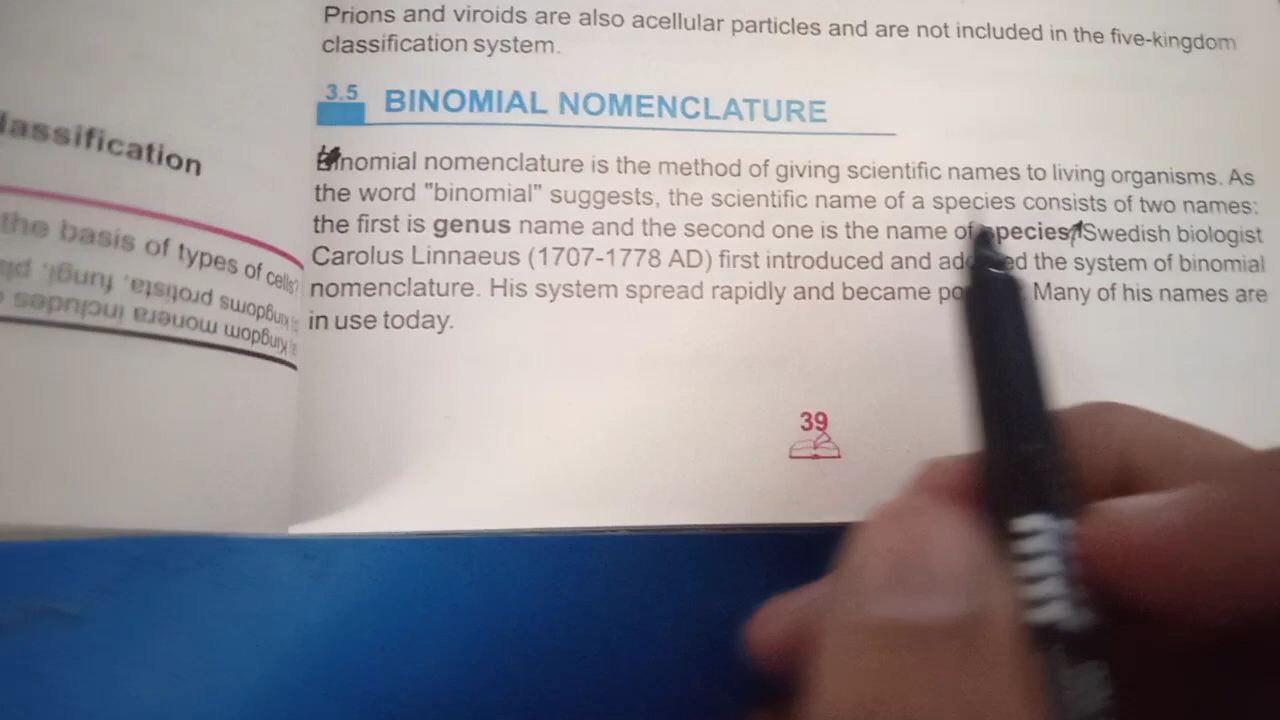 Prions and viroids are also acellular particles and are not included in the five-kingdom
classification system.
3.5 BINOMIAL NOMENCLATURE
Binomial nomenclature is the method of giving scientific names to living organisms. As
the word "binomial" suggests, the scientific name of a species consists of two names:
the first is genus name and the second one is the name of species. Swedish biologist
Carolus Linnaeus (1707-1778 AD) first introduced and the system of binomial
nomenclature. His system spread rapidly and became Many of his names are
in use today.
39
lassification
the basis of types of cells?
kingdoms protista, fungi,
Kingdom monera includes